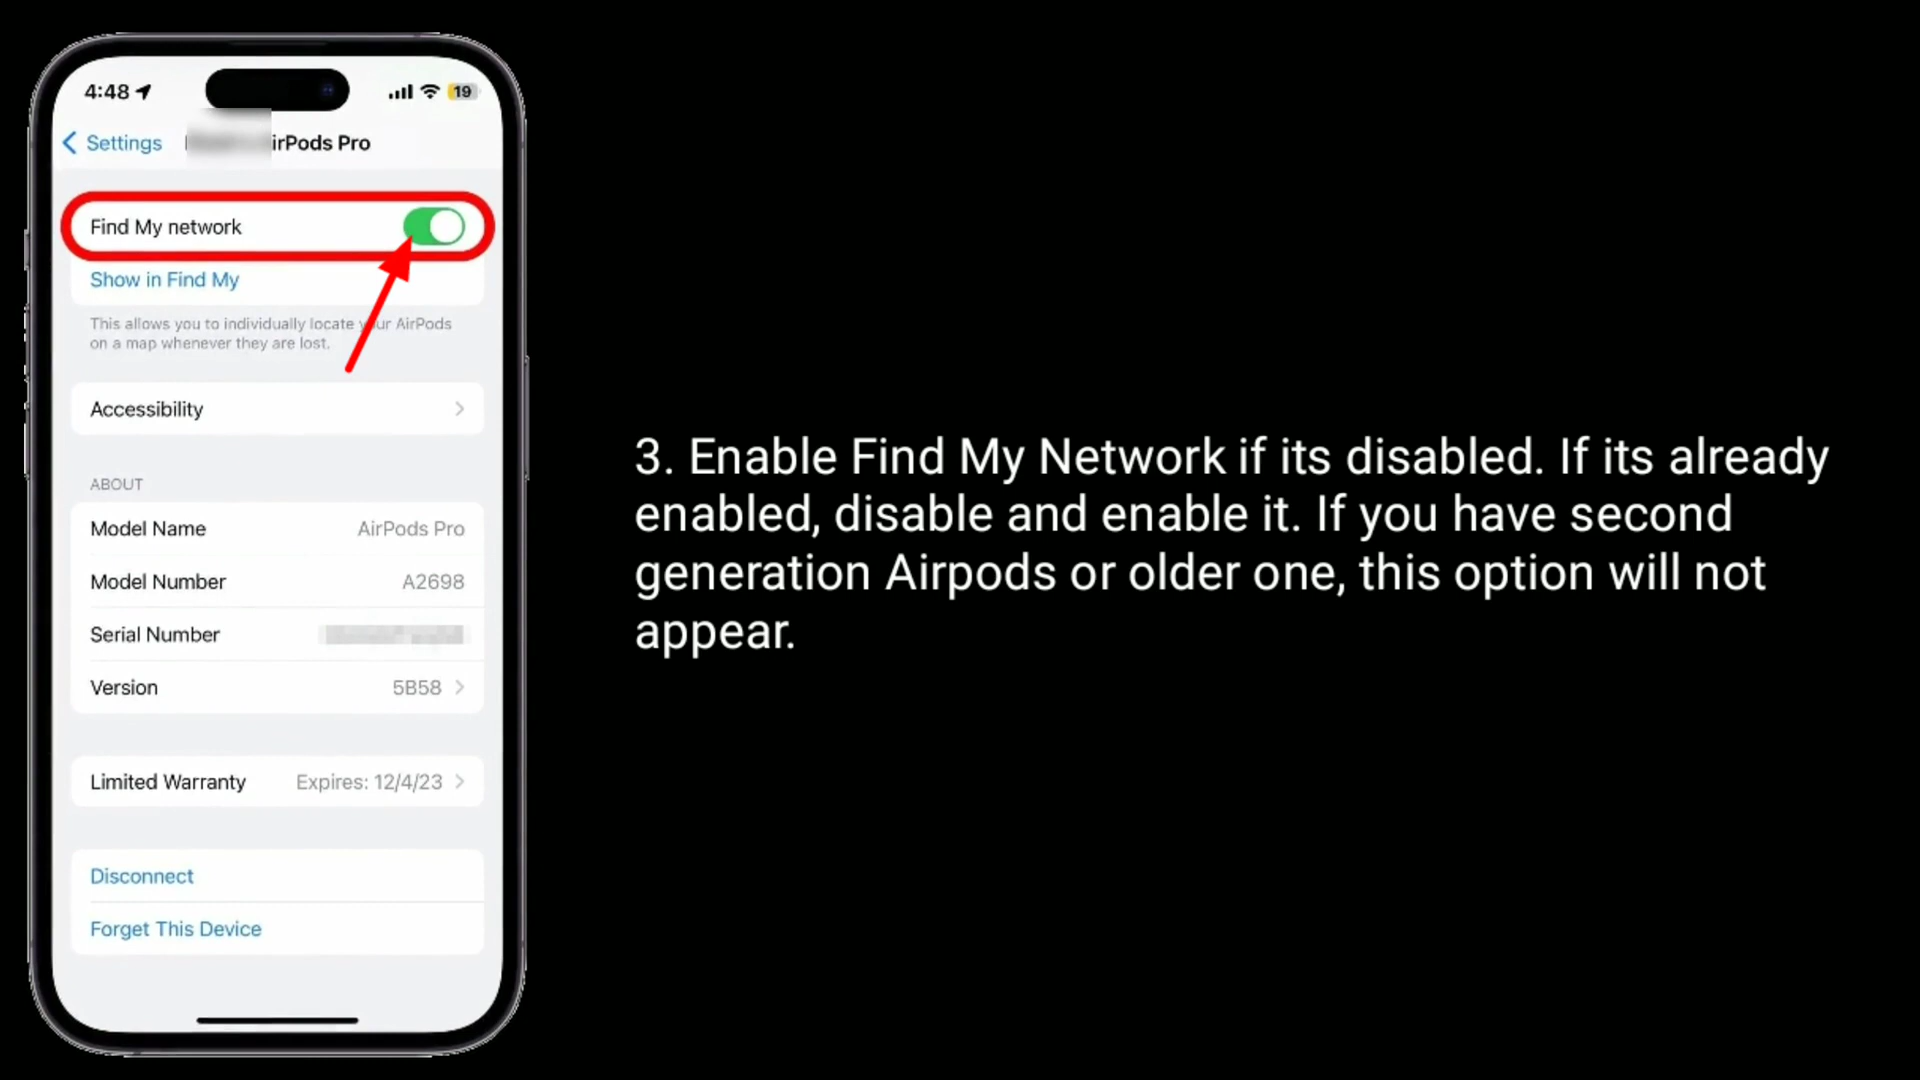 4:48
19
Settings
irPods Pro
Find My network
Show in Find My
This allows you to individually locate your AirPods
on a map whenever they are lost.
Accessibility
ABOUT
Model Name AirPods Pro
Model Number A2698
Serial Number
Version 5B58
Limited Warranty Expires: 12/4/23
Disconnect
Forget This Device
3. Enable Find My Network if its disabled. If its already
enabled, disable and enable it. If you have second
generation Airpods or older one, this option will not
appear.